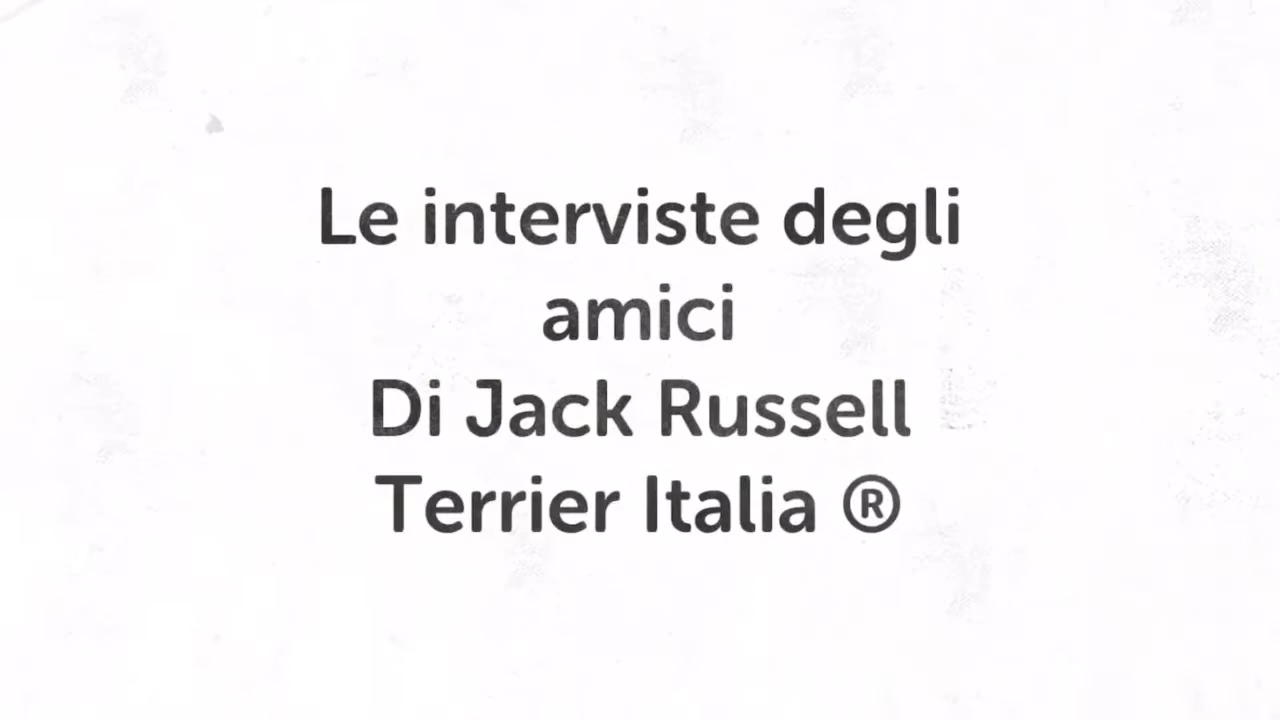 Le interviste degli
amici
Di Jack Russell
Terrier Italia ®